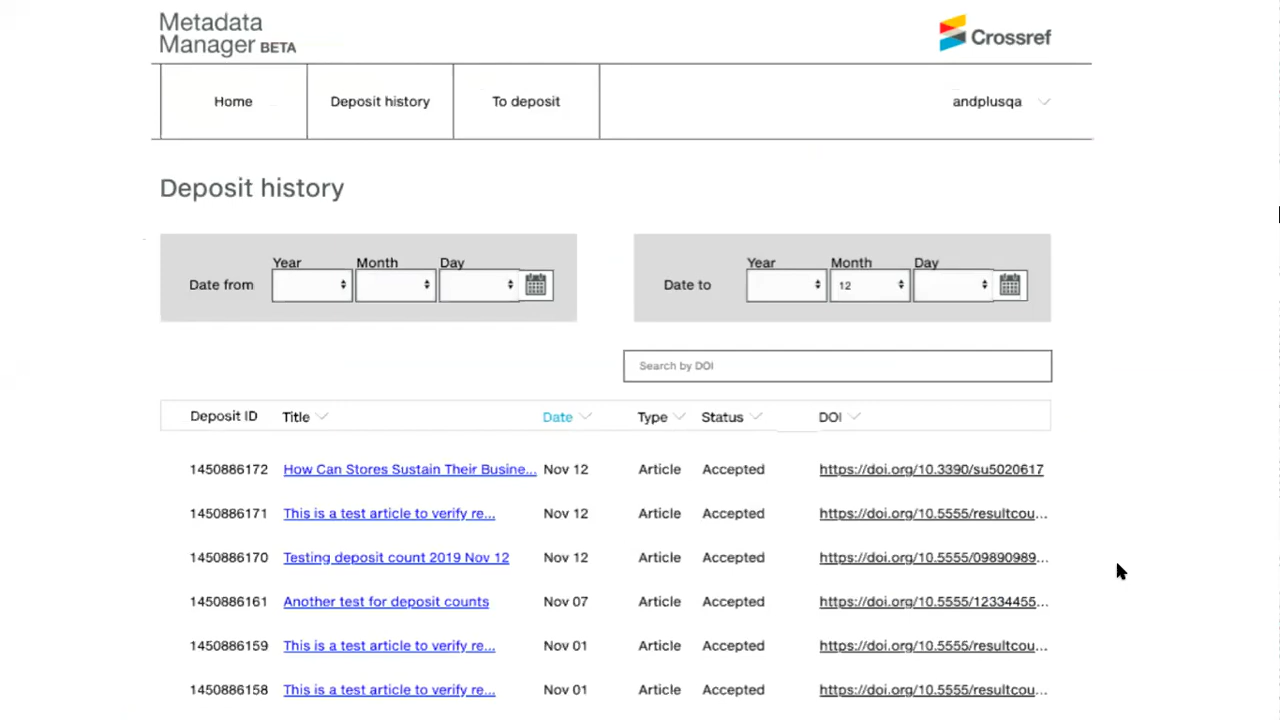 Metadata
Manager BETA
Crossref
Home Deposit history To deposit andplusqa
Deposit history
Year Month Day
Date from
Year Month Day
Date to 12
Search by DOI
Deposit ID Title Date Type Status DOI
1450886172 How Can Stores Sustain Their Busine... Nov 12 Article Accepted https://doi.org/10.3390/su5020617
1450886171 This is a test article to verify re... Nov 12 Article Accepted https://doi.org/10.5555/resultcou...
1450886170 Testing deposit count 2019 Nov 12 Nov 12 Article Accepted https://doi.org/10.5555/09890989...
1450886161 Another test for deposit counts Nov 07 Article Accepted https://doi.org/10.5555/12334455...
1450886159 This is a test article to verify re... Nov 01 Article Accepted https://doi.org/10.5555/resultcou...
1450886158 This is a test article to verify re... Nov 01 Article Accepted https://doi.org/10.5555/resultcou...